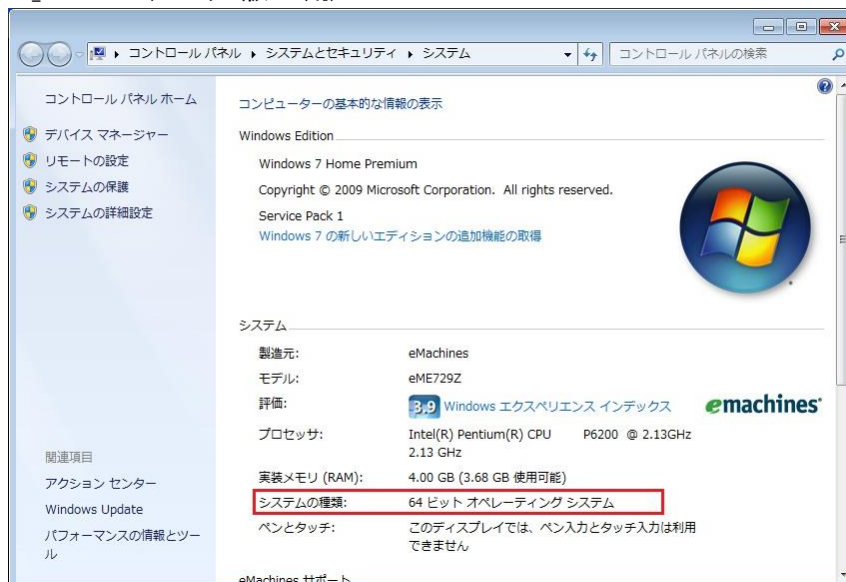 コントロール パネル ▸ システムとセキュリティ ▸ システム
コントロール パネルの検索
コントロール パネル ホーム
デバイス マネージャー
リモートの設定
システムの保護
システムの詳細設定
関連項目
アクション センター
Windows Update
パフォーマンスの情報とツー
ル
コンピューターの基本的な情報の表示
Windows Edition
Windows 7 Home Premium
Copyright © 2009 Microsoft Corporation. All rights reserved.
Service Pack 1
Windows 7 の新しいエディションの追加機能の取得
システム
製造元: eMachines
モデル: eME729Z
評価: 3.9 Windows エクスペリエンス インデックス
emachines
プロセッサ: Intel(R) Pentium(R) CPU P6200 @ 2.13GHz
2.13 GHz
実装メモリ (RAM): 4.00 GB (3.68 GB 使用可能)
システムの種類: 64 ビット オペレーティング システム
ペンとタッチ: このディスプレイでは、ペン入力とタッチ入力は利用
できません
eMachines サポート